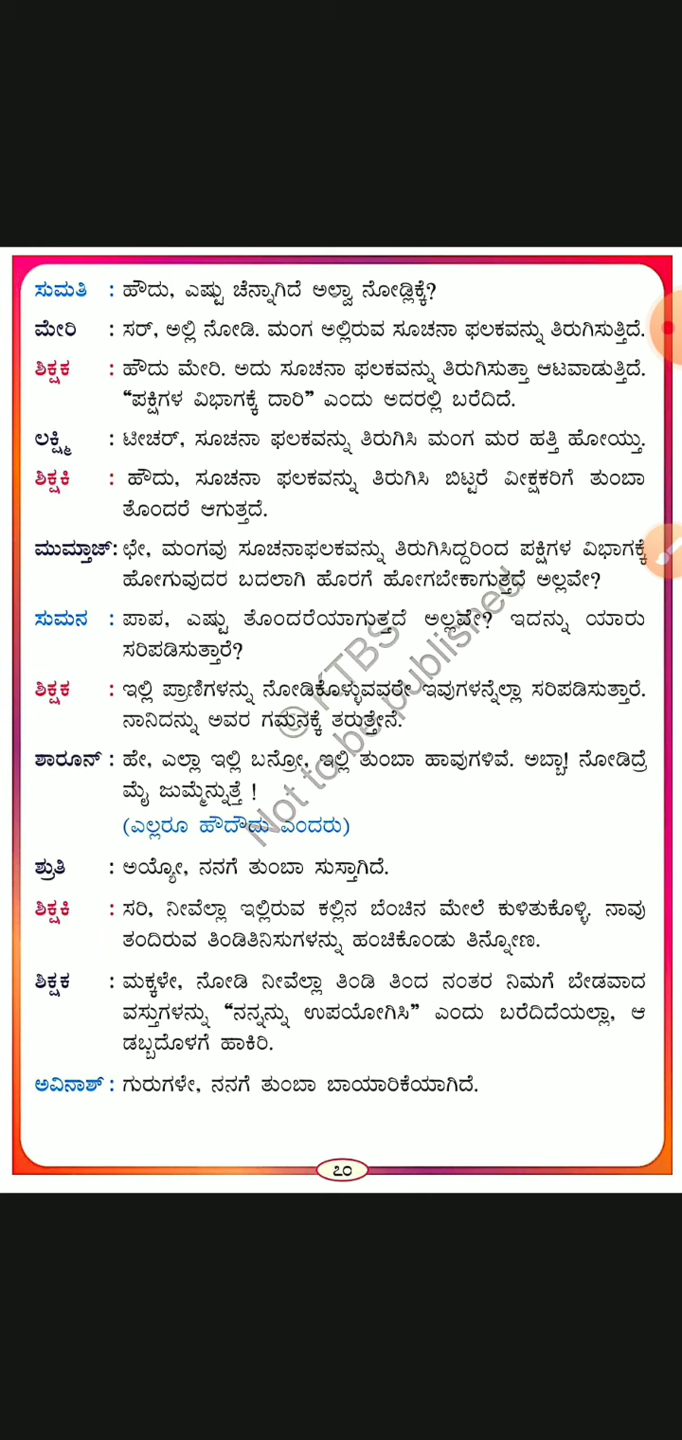 ಸುಮತಿ : ಹೌದು, ಎಷ್ಟು ಚೆನ್ನಾಗಿದೆ ಅಲ್ವಾ ನೋಡ್ಲಿಕ್ಕೆ?
ಮೇರಿ : ಸರ್, ಅಲ್ಲಿ ನೋಡಿ. ಮಂಗ ಅಲ್ಲಿರುವ ಸೂಚನಾ ಫಲಕವನ್ನು ತಿರುಗಿಸುತ್ತಿದೆ.
ಶಿಕ್ಷಕ : ಹೌದು ಮೇರಿ. ಅದು ಸೂಚನಾ ಫಲಕವನ್ನು ತಿರುಗಿಸುತ್ತಾ ಆಟವಾಡುತ್ತಿದೆ.
“ಪಕ್ಷಿಗಳ ವಿಭಾಗಕ್ಕೆ ದಾರಿ” ಎಂದು ಅದರಲ್ಲಿ ಬರೆದಿದೆ.
ಲಕ್ಷ್ಮಿ : ಟೀಚರ್, ಸೂಚನಾ ಫಲಕವನ್ನು ತಿರುಗಿಸಿ ಮಂಗ ಮರ ಹತ್ತಿ ಹೋಯ್ತು.
ಶಿಕ್ಷಕಿ : ಹೌದು, ಸೂಚನಾ ಫಲಕವನ್ನು ತಿರುಗಿಸಿ ಬಿಟ್ಟರೆ ವೀಕ್ಷಕರಿಗೆ ತುಂಬಾ
ತೊಂದರೆ ಆಗುತ್ತದೆ.
ಮುಮ್ತಾಜ್: ಛೇ, ಮಂಗವು ಸೂಚನಾಫಲಕವನ್ನು ತಿರುಗಿಸಿದ್ದರಿಂದ ಪಕ್ಷಿಗಳ ವಿಭಾಗಕ್ಕೆ
ಹೋಗುವುದರ ಬದಲಾಗಿ ಹೊರಗೆ ಹೋಗಬೇಕಾಗುತ್ತದೆ ಅಲ್ಲವೇ?
ಸುಮನ : ಪಾಪ, ಎಷ್ಟು ತೊಂದರೆಯಾಗುತ್ತದೆ ಅಲ್ಲವೇ? ಇದನ್ನು ಯಾರು
ಸರಿಪಡಿಸುತ್ತಾರೆ?
ಶಿಕ್ಷಕ : ಇಲ್ಲಿ ಪ್ರಾಣಿಗಳನ್ನು ನೋಡಿಕೊಳ್ಳುವವರೇ ಇವುಗಳನ್ನೆಲ್ಲಾ ಸರಿಪಡಿಸುತ್ತಾರೆ.
ನಾನಿದನ್ನು ಅವರ ಗಮನಕ್ಕೆ ತರುತ್ತೇನೆ.
ಶಾರೂನ್ : ಹೇ, ಎಲ್ಲಾ ಇಲ್ಲಿ ಬನ್ರೋ, ಇಲ್ಲಿ ತುಂಬಾ ಹಾವುಗಳಿವೆ. ಅಬ್ಬಾ! ನೋಡಿದ್ರೆ
ಮೈ ಜುಮ್ಮೆನ್ನುತ್ತೆ !
(ಎಲ್ಲರೂ ಹೌದೌದು ಎಂದರು)
ಶ್ರುತಿ : ಅಯ್ಯೋ, ನನಗೆ ತುಂಬಾ ಸುಸ್ತಾಗಿದೆ.
ಶಿಕ್ಷಕಿ : ಸರಿ, ನೀವೆಲ್ಲಾ ಇಲ್ಲಿರುವ ಕಲ್ಲಿನ ಬೆಂಚಿನ ಮೇಲೆ ಕುಳಿತುಕೊಳ್ಳಿ. ನಾವು
ತಂದಿರುವ ತಿಂಡಿತಿನಿಸುಗಳನ್ನು ಹಂಚಿಕೊಂಡು ತಿನ್ನೋಣ.
ಶಿಕ್ಷಕ : ಮಕ್ಕಳೇ, ನೋಡಿ ನೀವೆಲ್ಲಾ ತಿಂಡಿ ತಿಂದ ನಂತರ ನಿಮಗೆ ಬೇಡವಾದ
ವಸ್ತುಗಳನ್ನು “ನನ್ನನ್ನು ಉಪಯೋಗಿಸಿ” ಎಂದು ಬರೆದಿದೆಯಲ್ಲಾ, ಆ
ಡಬ್ಬದೊಳಗೆ ಹಾಕಿರಿ.
ಅವಿನಾಶ್ : ಗುರುಗಳೇ, ನನಗೆ ತುಂಬಾ ಬಾಯಾರಿಕೆಯಾಗಿದೆ.
೭೦
© KTBS
Not to be published